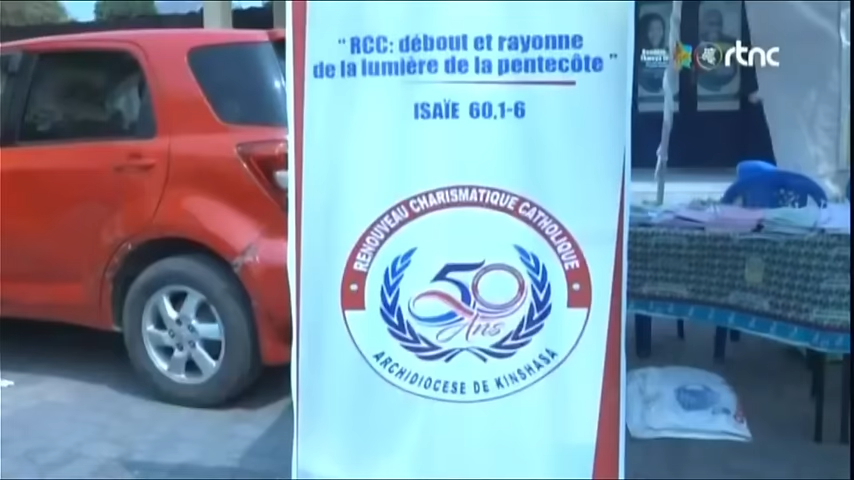 " RCC: débout et rayonne
de la lumière de la pentecôte "
ISAÏE 60,1-6
RENOUVEAU CHARISMATIQUE CATHOLIQUE
50
Ans
ARCHIDIOCESE DE KINSHASA
rtnc